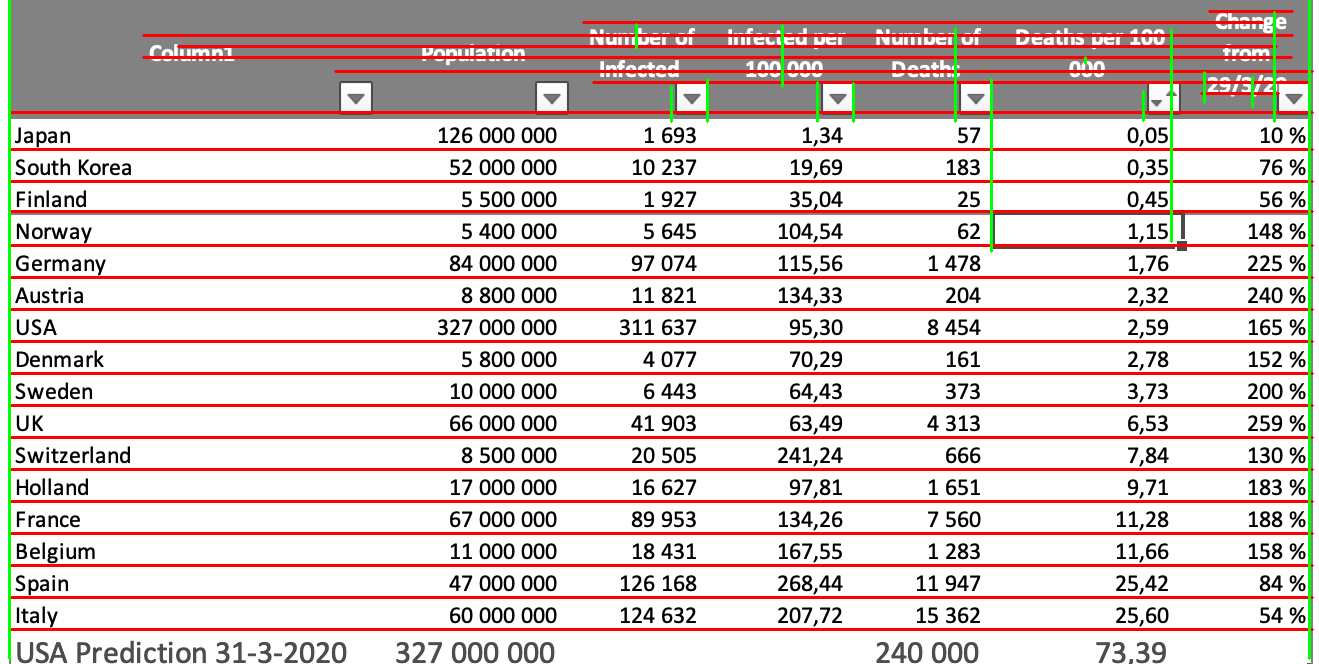 Column1 Population Number of Infected Infected per 100 000 Number of Deaths Deaths per 100 000 Change from 29/3/20
Japan 126 000 000 1 693 1,34 57 0,05 10 %
South Korea 52 000 000 10 237 19,69 183 0,35 76 %
Finland 5 500 000 1 927 35,04 25 0,45 56 %
Norway 5 400 000 5 645 104,54 62 1,15 148 %
Germany 84 000 000 97 074 115,56 1 478 1,76 225 %
Austria 8 800 000 11 821 134,33 204 2,32 240 %
USA 327 000 000 311 637 95,30 8 454 2,59 165 %
Denmark 5 800 000 4 077 70,29 161 2,78 152 %
Sweden 10 000 000 6 443 64,43 373 3,73 200 %
UK 66 000 000 41 903 63,49 4 313 6,53 259 %
Switzerland 8 500 000 20 505 241,24 666 7,84 130 %
Holland 17 000 000 16 627 97,81 1 651 9,71 183 %
France 67 000 000 89 953 134,26 7 560 11,28 188 %
Belgium 11 000 000 18 431 167,55 1 283 11,66 158 %
Spain 47 000 000 126 168 268,44 11 947 25,42 84 %
Italy 60 000 000 124 632 207,72 15 362 25,60 54 %
USA Prediction 31-3-2020 327 000 000 240 000 73,39